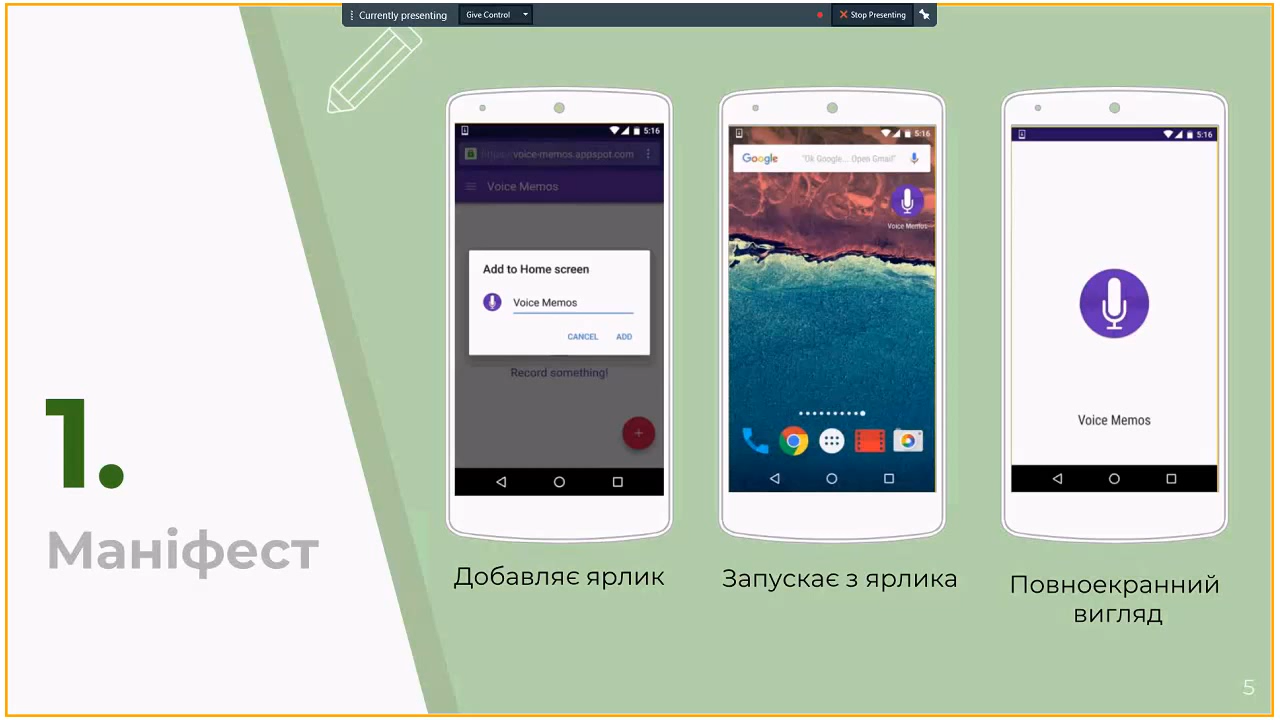 Currently presenting
Give Control
Stop Presenting
5:16
https://voice-memos.appspot.com
Voice Memos
Add to Home screen
Voice Memos
CANCEL ADD
Record something!
5:16
Google "Ok Google... Open Gmail"
Voice Memos
5:16
Voice Memos
1.
Маніфест
Добавляє ярлик
Запускає з ярлика
Повноекранний
вигляд
5